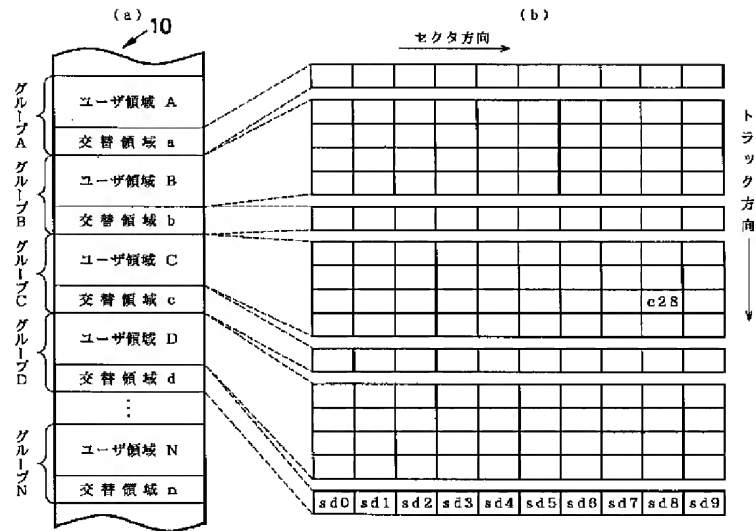 (a)
10
グループA
ユーザ領域 A
交替領域 a
グループB
ユーザ領域 B
交替領域 b
グループC
ユーザ領域 C
交替領域 c
グループD
ユーザ領域 D
交替領域 d
⋮
グループN
ユーザ領域 N
交替領域 n
(b)
セクタ方向
トラック方向
c28
sd0 sd1 sd2 sd3 sd4 sd5 sd6 sd7 sd8 sd9